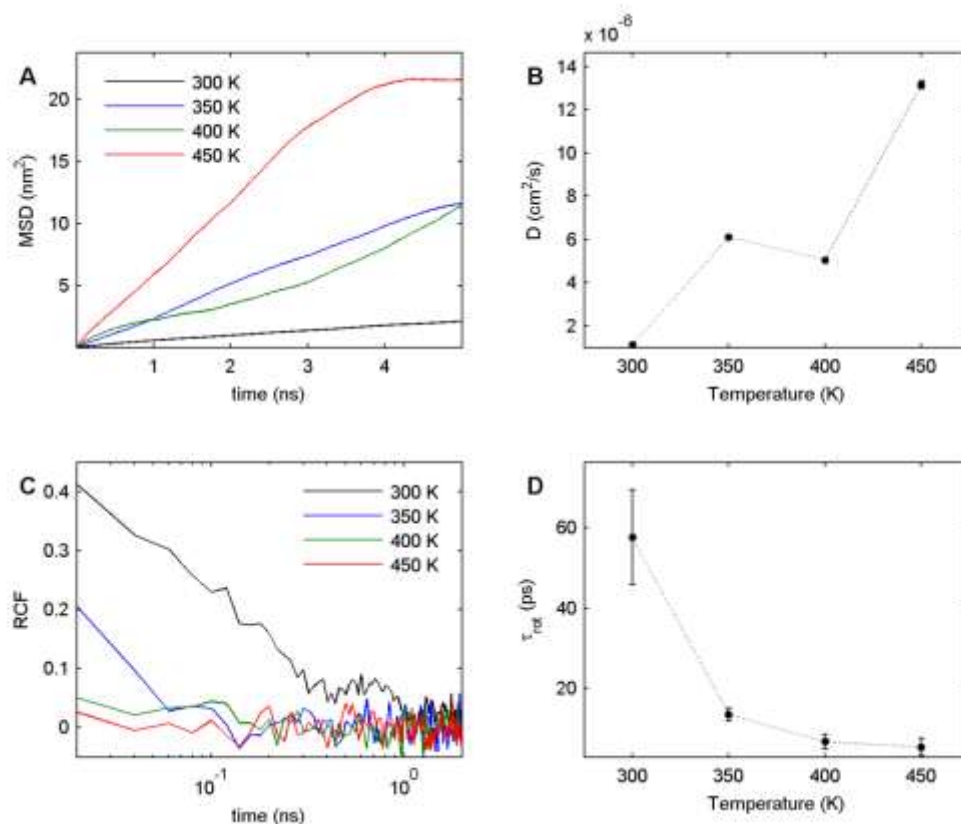 A
300 K
350 K
400 K
450 K
20
15
10
5
MSD (nm²)
1 2 3 4
time (ns)
x 10⁻⁶
B
14
12
10
8
6
4
2
D (cm²/s)
300 350 400 450
Temperature (K)
C
300 K
350 K
400 K
450 K
0.4
0.3
0.2
0.1
0
RCF
10⁻¹ 10⁰
time (ns)
D
60
40
20
τrot (ps)
300 350 400 450
Temperature (K)